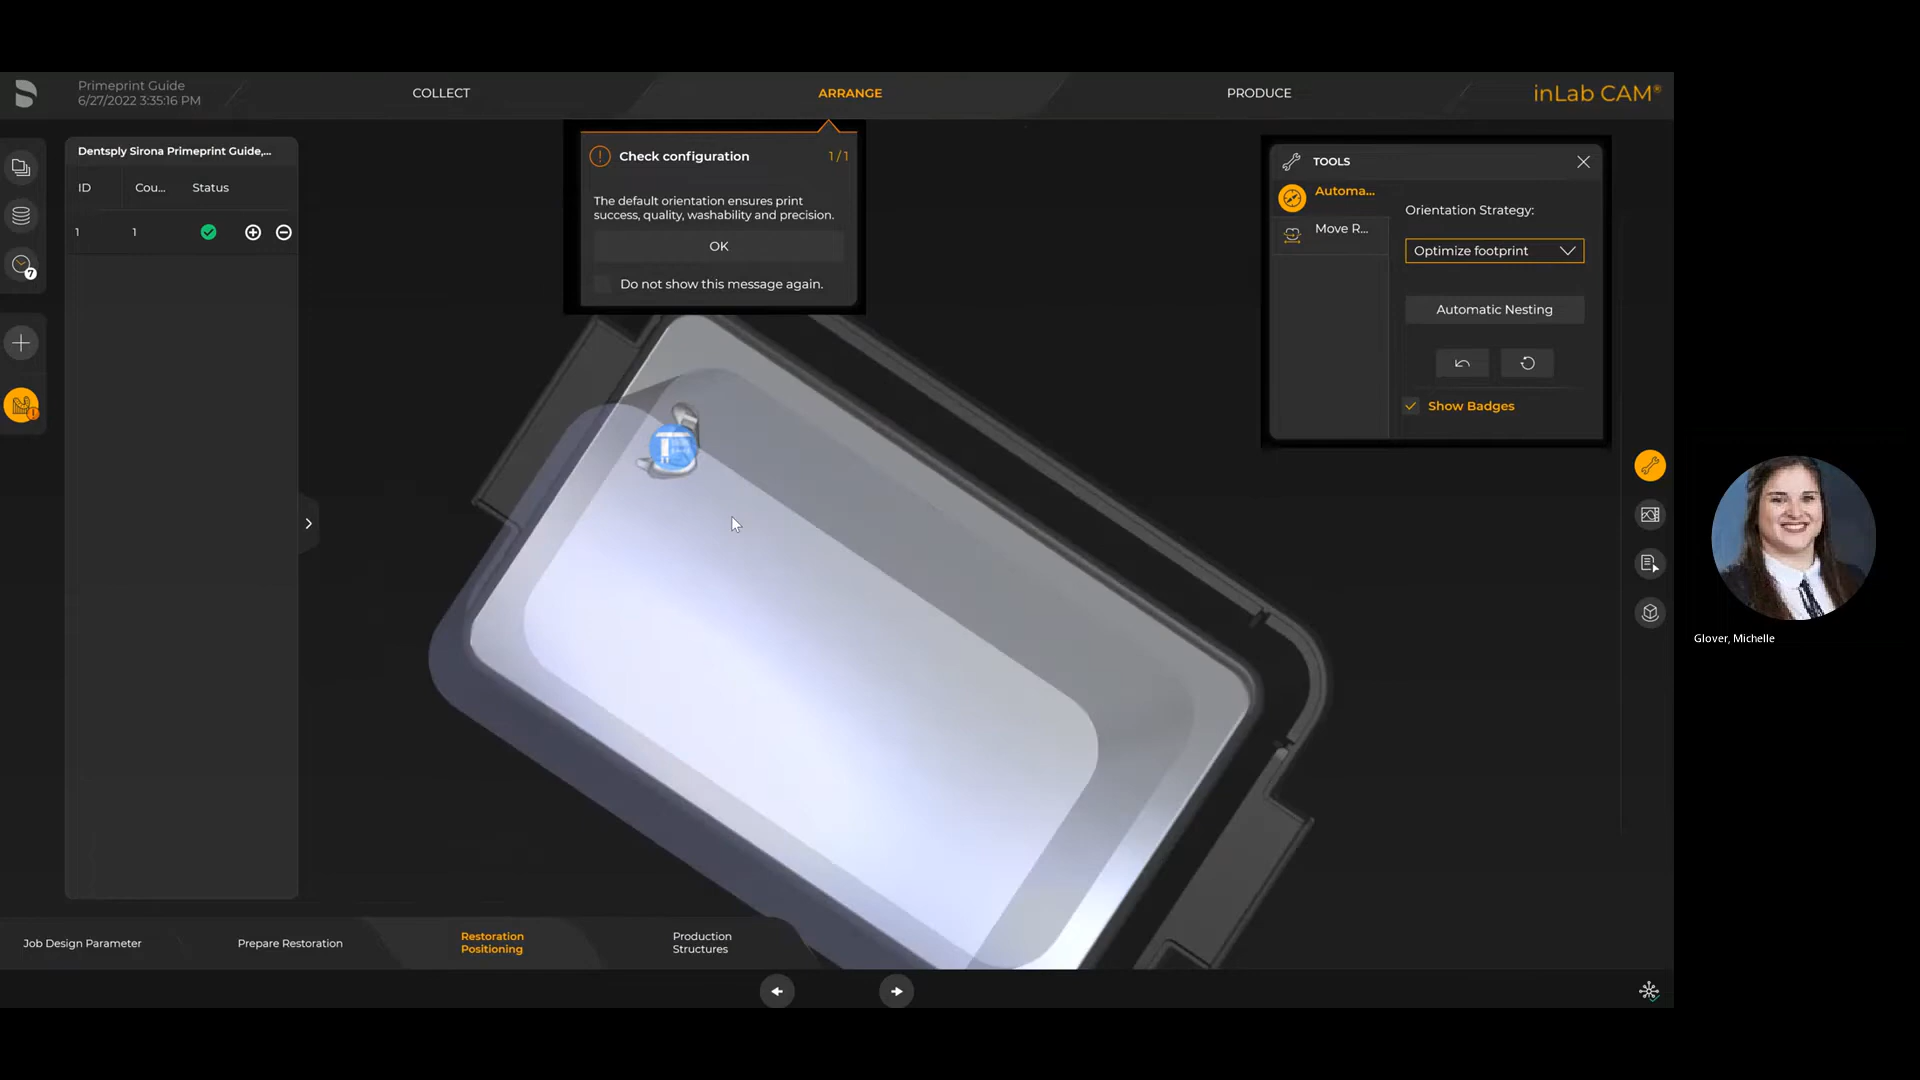 Primeprint Guide
6/27/2022 3:35:16 PM
COLLECT
ARRANGE
PRODUCE
inLab CAM®
Dentsply Sirona Primeprint Guide,...
ID
Cou...
Status
1
1
7
Check configuration
1/1
The default orientation ensures print
success, quality, washability and precision.
OK
Do not show this message again.
TOOLS
Automa...
Move R...
Orientation Strategy:
Optimize footprint
Automatic Nesting
Show Badges
Glover, Michelle
Job Design Parameter
Prepare Restoration
Restoration
Positioning
Production
Structures